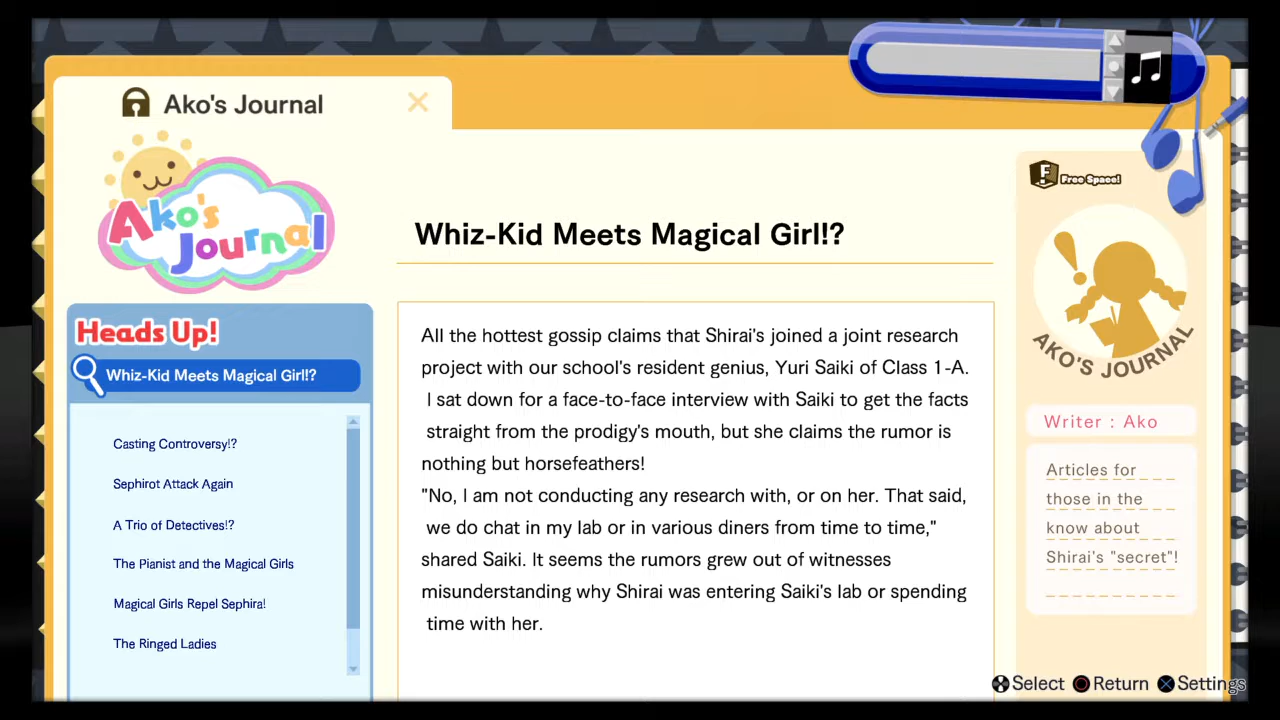 Ako's Journal
Ako's
Journal
Heads Up!
Whiz-Kid Meets Magical Girl!?
Casting Controversy!?
Sephirot Attack Again
A Trio of Detectives!?
The Pianist and the Magical Girls
Magical Girls Repel Sephira!
The Ringed Ladies
Whiz-Kid Meets Magical Girl!?
All the hottest gossip claims that Shirai's joined a joint research
project with our school's resident genius, Yuri Saiki of Class 1-A.
I sat down for a face-to-face interview with Saiki to get the facts
straight from the prodigy's mouth, but she claims the rumor is
nothing but horsefeathers!
"No, I am not conducting any research with, or on her. That said,
we do chat in my lab or in various diners from time to time,"
shared Saiki. It seems the rumors grew out of witnesses
misunderstanding why Shirai was entering Saiki's lab or spending
time with her.
F Free Space!
AKO'S JOURNAL
Writer : Ako
Articles for
those in the
know about
Shirai's "secret"!
Select Return Settings